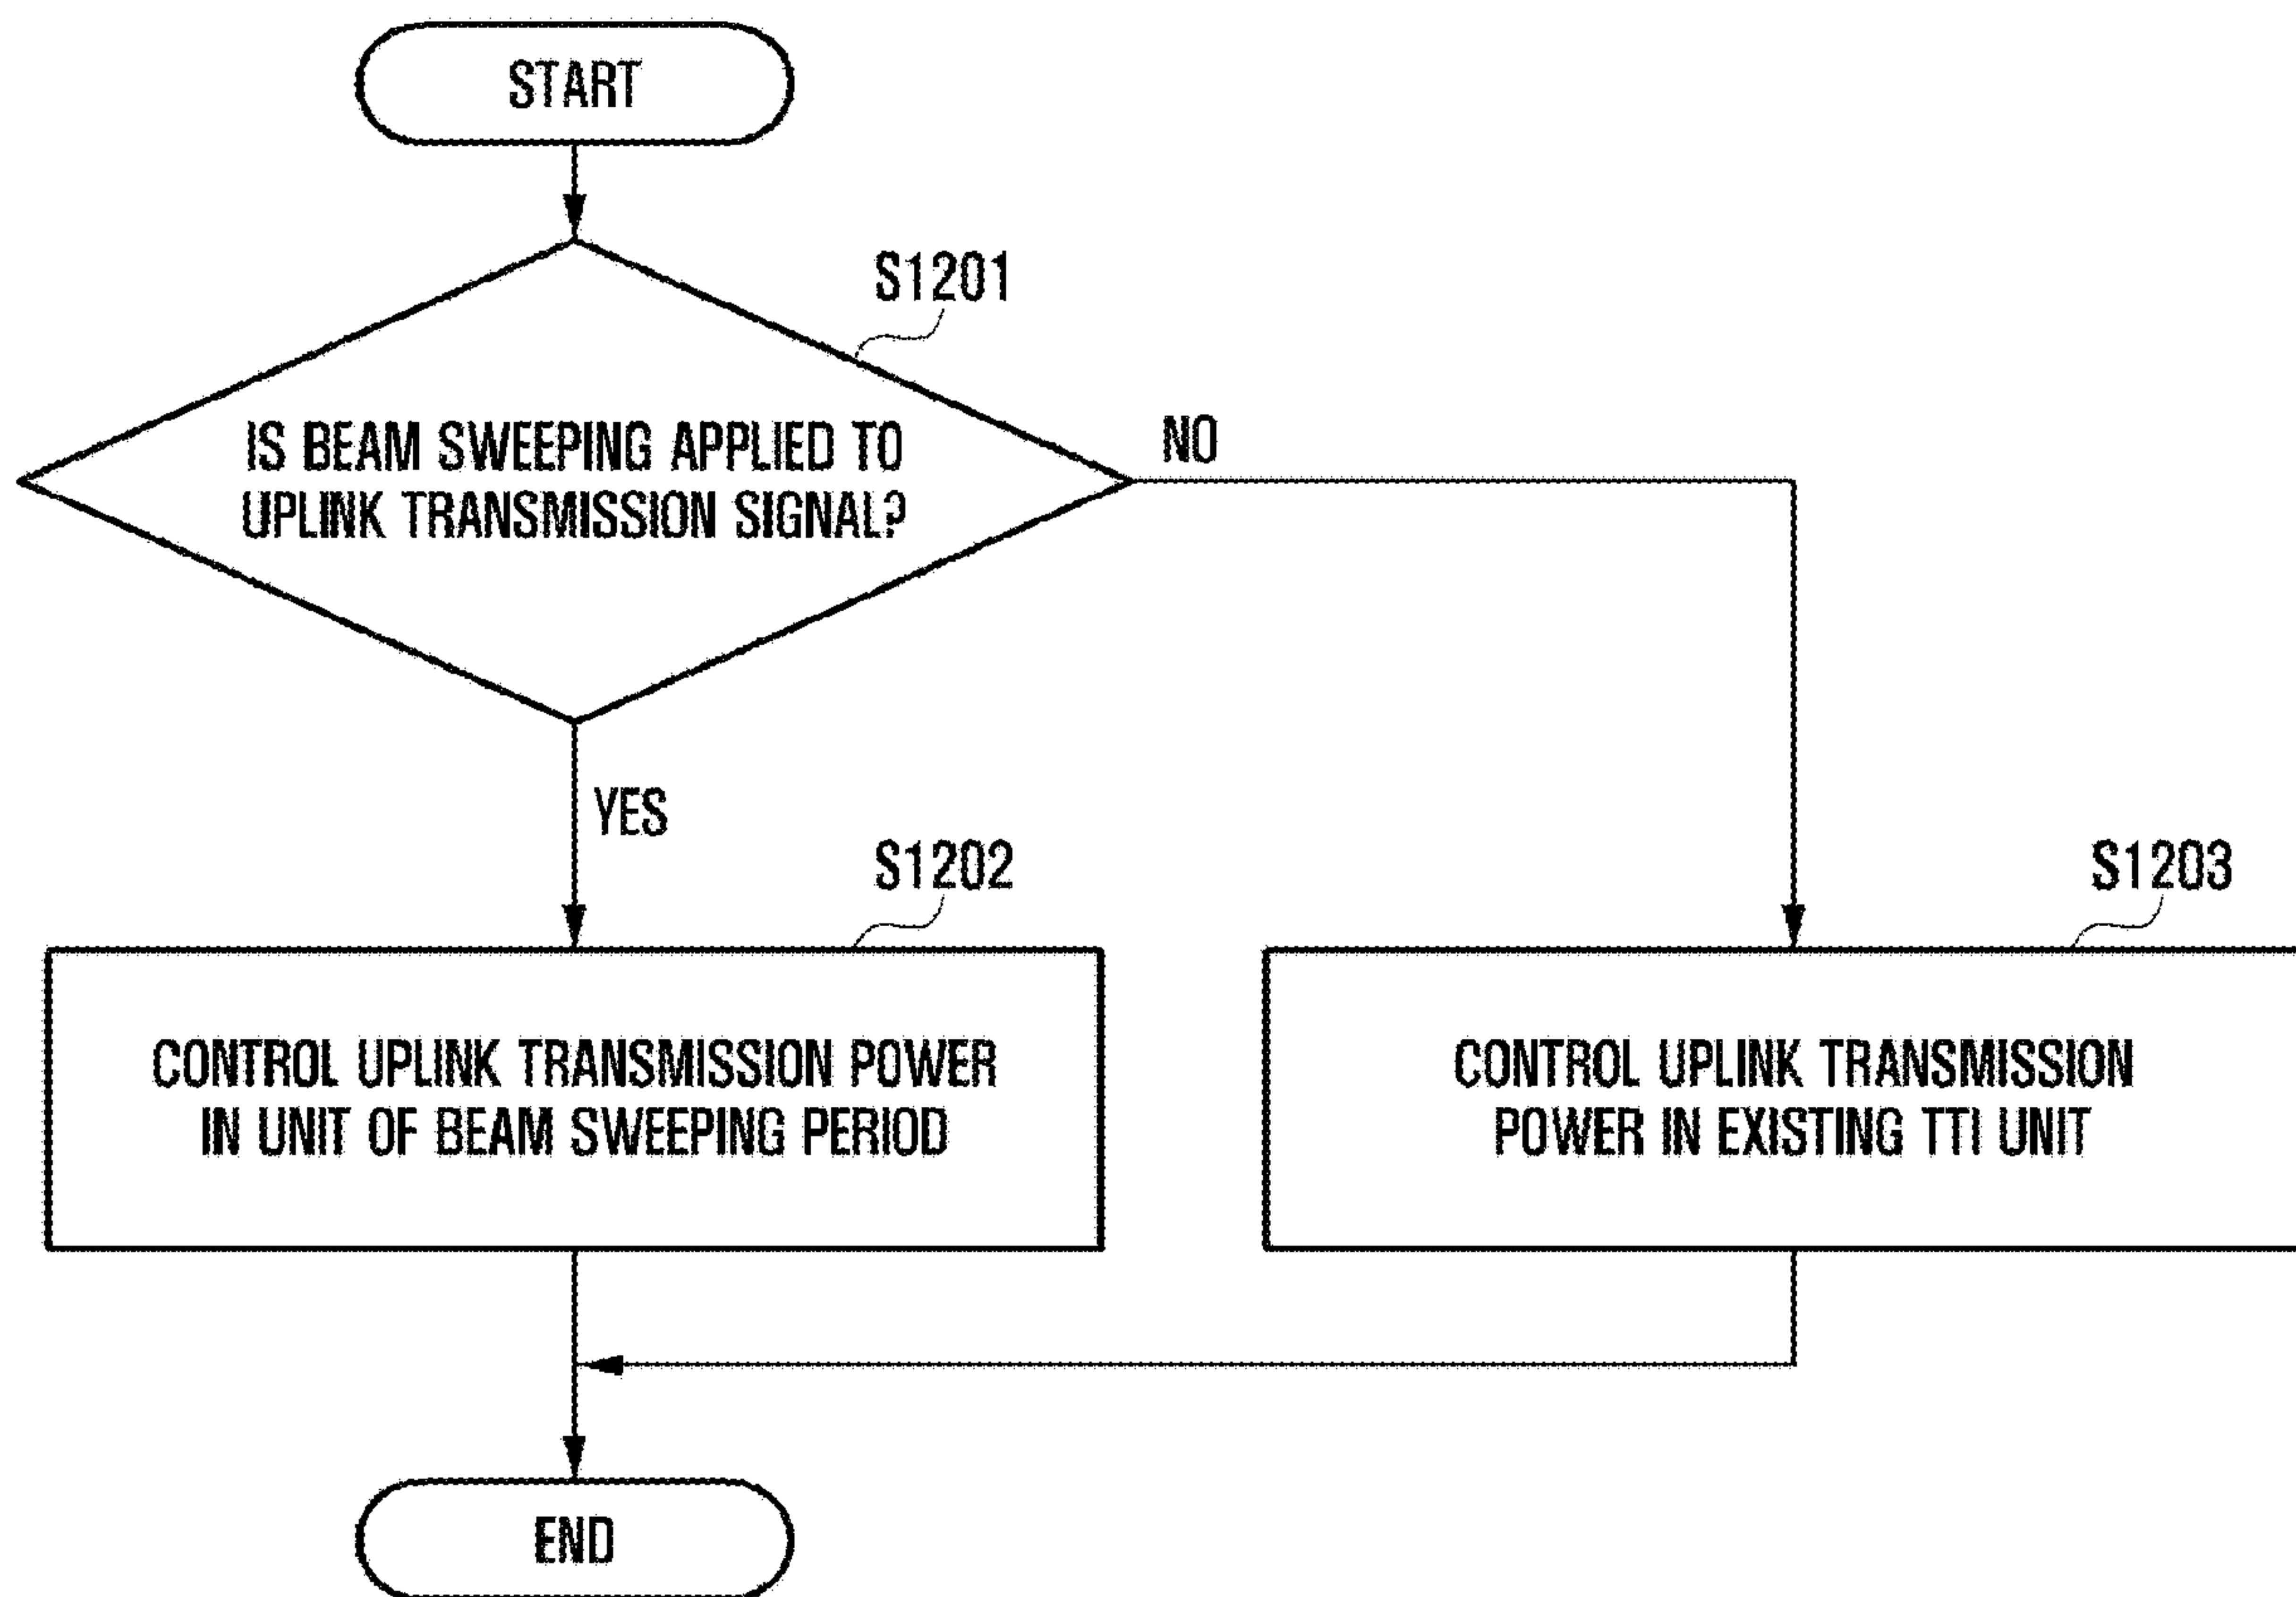 START
S1201
IS BEAM SWEEPING APPLIED TO
UPLINK TRANSMISSION SIGNAL?
NO
YES
S1202
CONTROL UPLINK TRANSMISSION POWER
IN UNIT OF BEAM SWEEPING PERIOD
S1203
CONTROL UPLINK TRANSMISSION
POWER IN EXISTING TTI UNIT
END